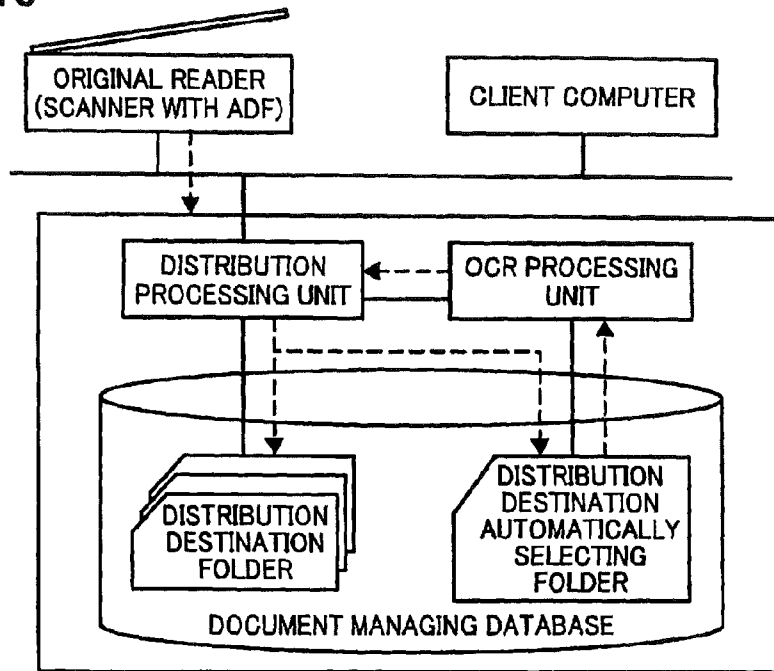 ORIGINAL READER
(SCANNER WITH ADF)
CLIENT COMPUTER
DISTRIBUTION
PROCESSING UNIT
OCR PROCESSING
UNIT
DISTRIBUTION
DESTINATION
FOLDER
DISTRIBUTION
DESTINATION
AUTOMATICALLY
SELECTING
FOLDER
DOCUMENT MANAGING DATABASE